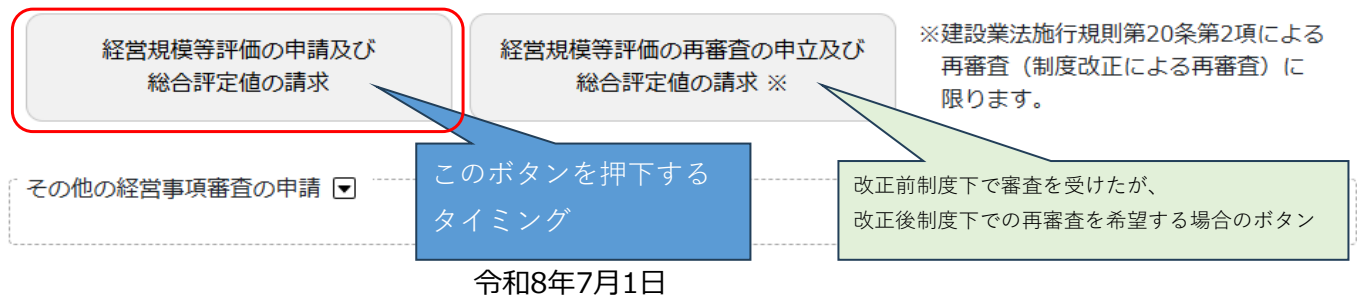 経営規模等評価の申請及び
総合評定値の請求
経営規模等評価の再審査の申立及び
総合評定値の請求 ※
※建設業法施行規則第20条第2項による
再審査（制度改正による再審査）に
限ります。
このボタンを押下する
タイミング
その他の経営事項審査の申請
改正前制度下で審査を受けたが、
改正後制度下での再審査を希望する場合のボタン
令和8年7月1日